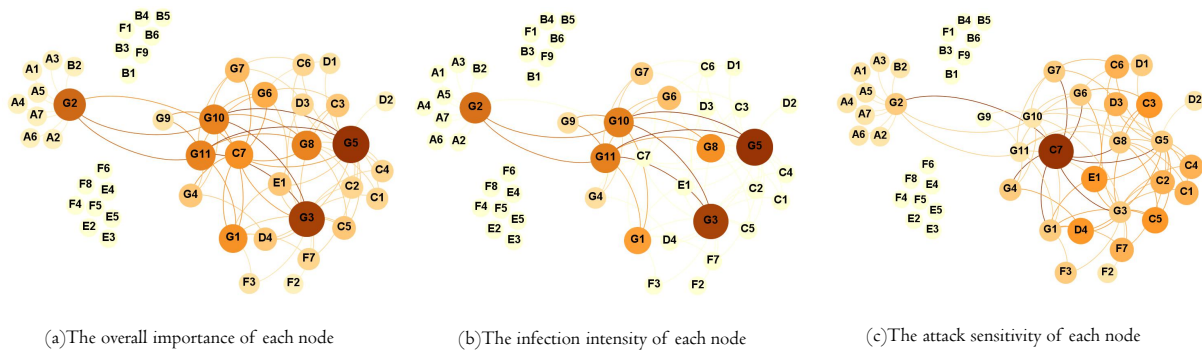 B4 B5
F1
B6
B3 F9
B1
A3
A1 B2
A5
A4 G2
A7
A6 A2
G7 C6 D1
G6
D3 C3 D2
G9 G10
G11 C7 G8 G5
C4
E1 C2
G4 C1
G3
G1 D4 C5
F7
F3 F2
F6
F8 E4
F4 F5
E5
E2
E3
(a)The overall importance of each node
B4 B5
F1
B6
B3 F9
B1
A3
A1 B2
A5
A4 G2
A7
A6 A2
G7 C6 D1
G6
D3 C3 D2
G9 G10
G11 C7 G8 G5
C4
E1 C2
G4 C1
G3
G1 D4 C5
F7
F3 F2
F6
F8 E4
F4 F5
E5
E2
E3
(b)The infection intensity of each node
B4 B5
F1
B6
B3 F9
B1
A3
A1 B2
A5
A4 G2
A7
A6 A2
G7 C6 D1
G6
D3 C3 D2
G9 G10
G11 C7 G8 G5
C4
E1 C2
G4 C1
G3
G1 D4 C5
F7
F3 F2
F6
F8 E4
F4 F5
E5
E2
E3
(c)The attack sensitivity of each node